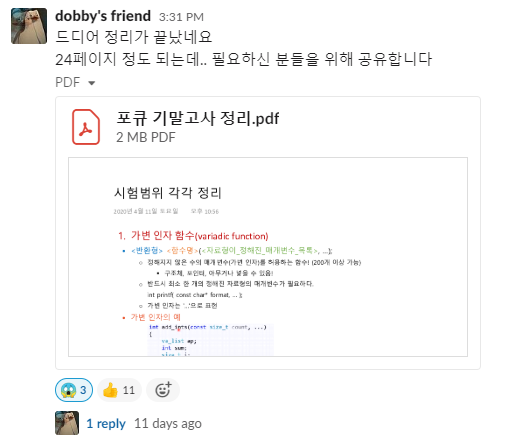 dobby's friend 3:31 PM
드디어 정리가 끝났네요
24페이지 정도 되는데.. 필요하신 분들을 위해 공유합니다
PDF
포큐 기말고사 정리.pdf
2 MB PDF
시험범위 각각 정리
2020년 4월 11일 토요일 오후 10:56
1. 가변 인자 함수(variadic function)
<반환형> <함수명>(<자료형이_정해진_매개변수_목록>, ...);
정해지지 않은 수의 매개변수(가변 인자)를 허용하는 함수! (200개 이상 가능)
구조체, 포인터, 아무거나 넣을 수 있음!
반드시 최소 한 개의 정해진 자료형의 매개변수가 필요하다.
int printf( const char* format, ... );
가변 인자는 '...'으로 표현
가변 인자의 예
int add_ints(const size_t count, ...)
{
va_list ap;
int sum;
size_t i;
3
11
1 reply 11 days ago